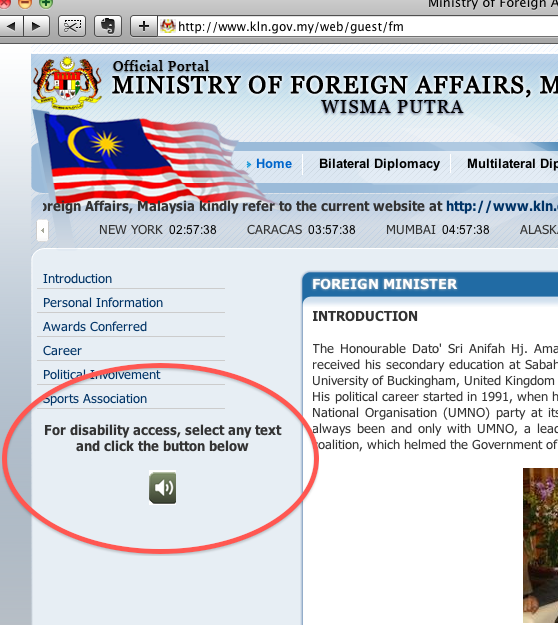 Ministry of Foreign A
http://www.kln.gov.my/web/guest/fm
Official Portal
MINISTRY OF FOREIGN AFFAIRS, M
WISMA PUTRA
Home Bilateral Diplomacy Multilateral Dip
oreign Affairs, Malaysia kindly refer to the current website at http://www.kln.
NEW YORK 02:57:38 CARACAS 03:57:38 MUMBAI 04:57:38 ALASK
Introduction
Personal Information
Awards Conferred
Career
Political Involvement
Sports Association
For disability access, select any text
and click the button below
FOREIGN MINISTER
INTRODUCTION
The Honourable Dato' Sri Anifah Hj. Ama
received his secondary education at Sabah
University of Buckingham, United Kingdom
His political career started in 1991, when h
National Organisation (UMNO) party at its
always been and only with UMNO, a lead
coalition, which helmed the Government of